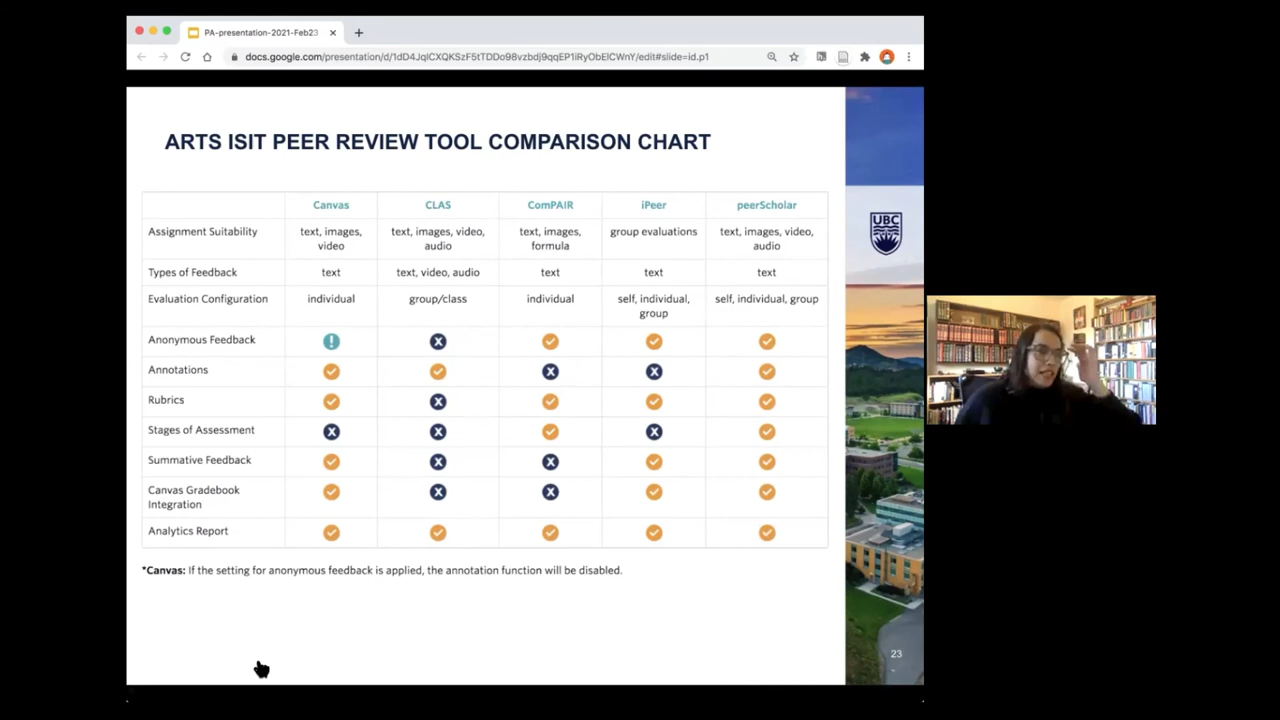 PA-presentation-2021-Feb23
docs.google.com/presentation/d/1dD4JqlCXQKSzF5tTDDo98vzbdj9qqEP1iRyObElCWnY/edit#slide=id.p1
ARTS ISIT PEER REVIEW TOOL COMPARISON CHART
Canvas CLAS ComPAIR iPeer peerScholar
Assignment Suitability text, images, video text, images, video, audio text, images, formula group evaluations text, images, video, audio
Types of Feedback text text, video, audio text text text
Evaluation Configuration individual group/class individual self, individual, group self, individual, group
Anonymous Feedback
Annotations
Rubrics
Stages of Assessment
Summative Feedback
Canvas Gradebook
Integration
Analytics Report
*Canvas: If the setting for anonymous feedback is applied, the annotation function will be disabled.
UBC
23